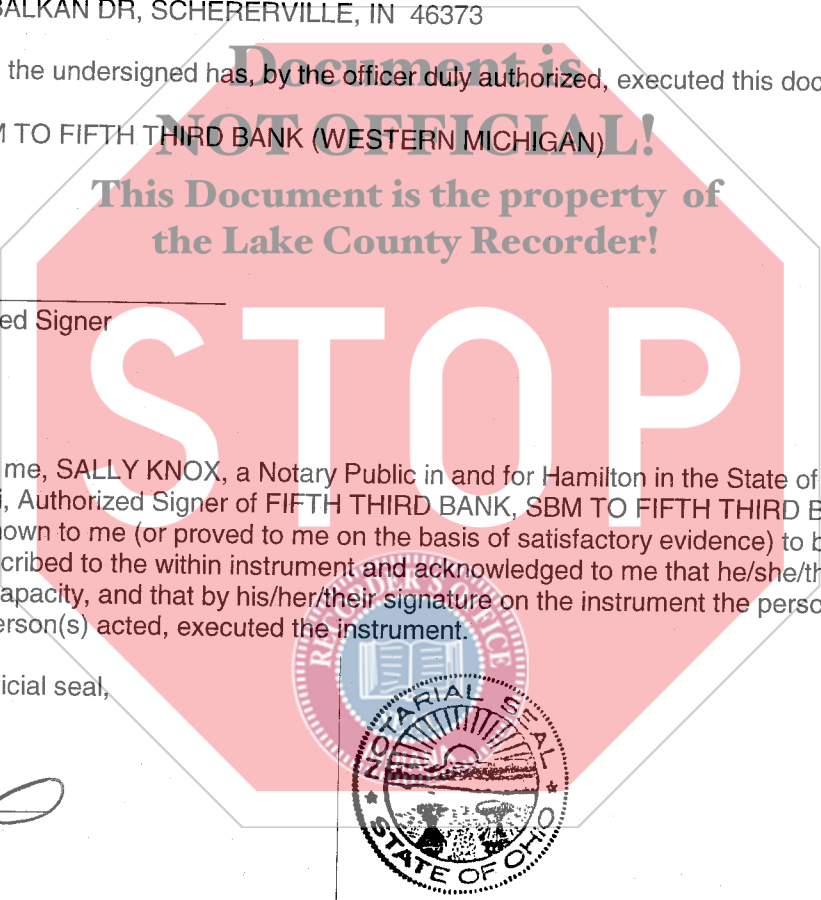 BALKAN DR, SCHERERVILLE, IN 46373
Document is
the undersigned has, by the officer duly authorized, executed this doc
NOT OFFICIAL!
M TO FIFTH THIRD BANK (WESTERN MICHIGAN)
This Document is the property of
the Lake County Recorder!
ed Signer
STOP
me, SALLY KNOX, a Notary Public in and for Hamilton in the State of
, Authorized Signer of FIFTH THIRD BANK, SBM TO FIFTH THIRD B
nown to me (or proved to me on the basis of satisfactory evidence) to b
cribed to the within instrument and acknowledged to me that he/she/th
apacity, and that by his/her/their signature on the instrument the perso
erson(s) acted, executed the instrument.
RECORDER'S OFFICE
icial seal,
NOTARIAL SEAL
STATE OF OHIO